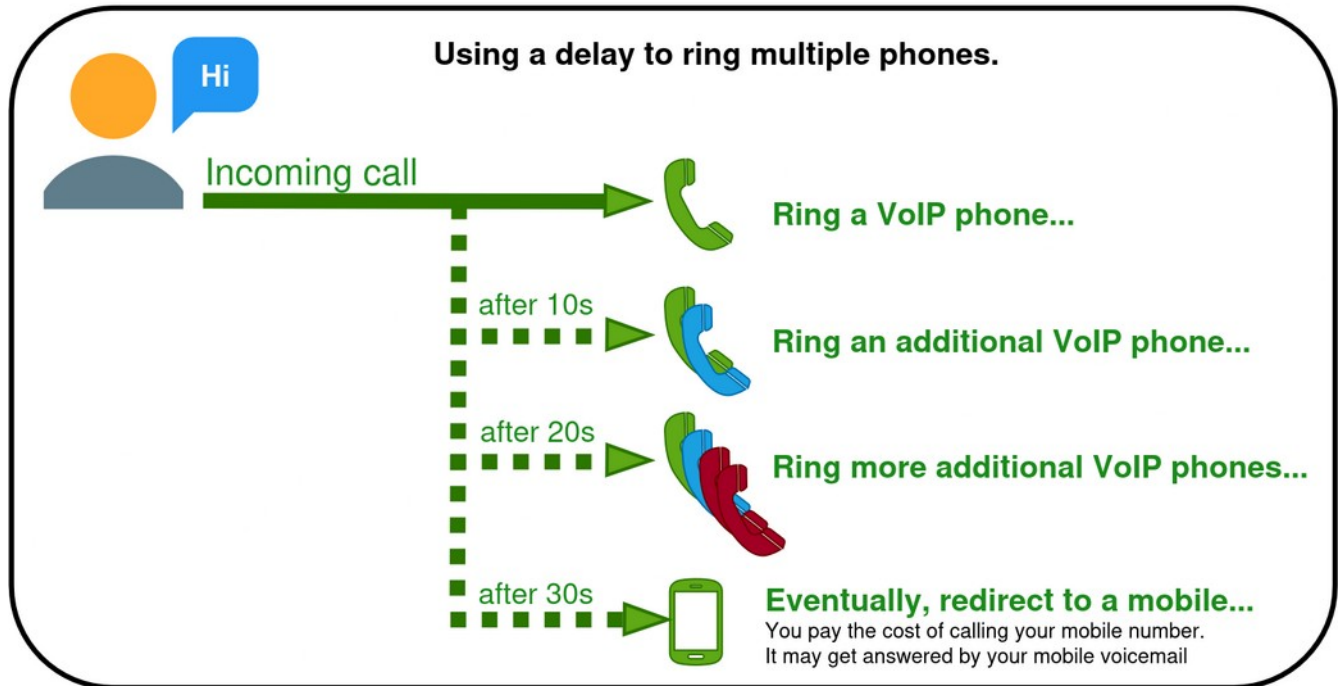 Using a delay to ring multiple phones.
Hi
Incoming call
Ring a VoIP phone...
after 10s
Ring an additional VoIP phone...
after 20s
Ring more additional VoIP phones...
after 30s
Eventually, redirect to a mobile...
You pay the cost of calling your mobile number.
It may get answered by your mobile voicemail